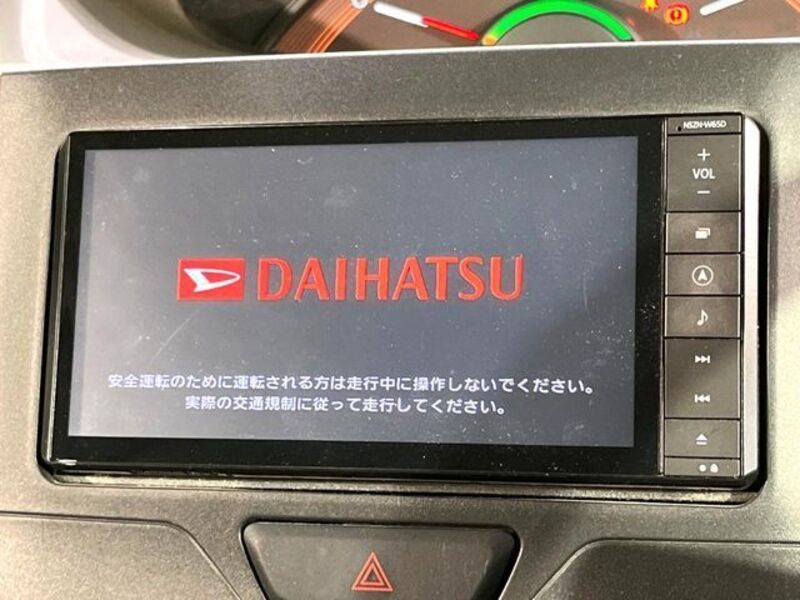 NSZN-W65D
VOL
DAIHATSU
安全運転のために運転される方は走行中に操作しないでください。
実際の交通規制に従って走行してください。